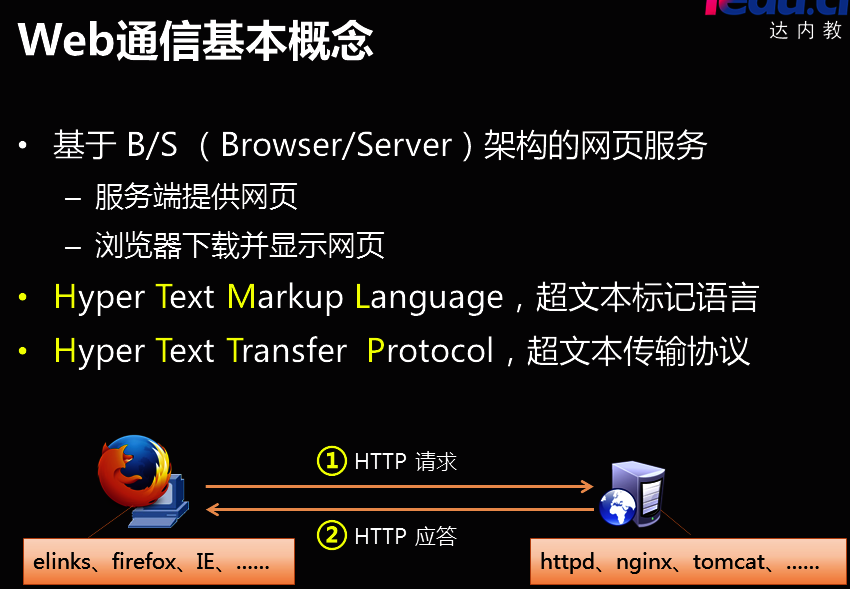 Web通信基本概念
达内教
• 基于 B/S （Browser/Server）架构的网页服务
– 服务端提供网页
– 浏览器下载并显示网页
• Hyper Text Markup Language，超文本标记语言
• Hyper Text Transfer Protocol，超文本传输协议
① HTTP 请求
② HTTP 应答
elinks、firefox、IE、……
httpd、nginx、tomcat、……